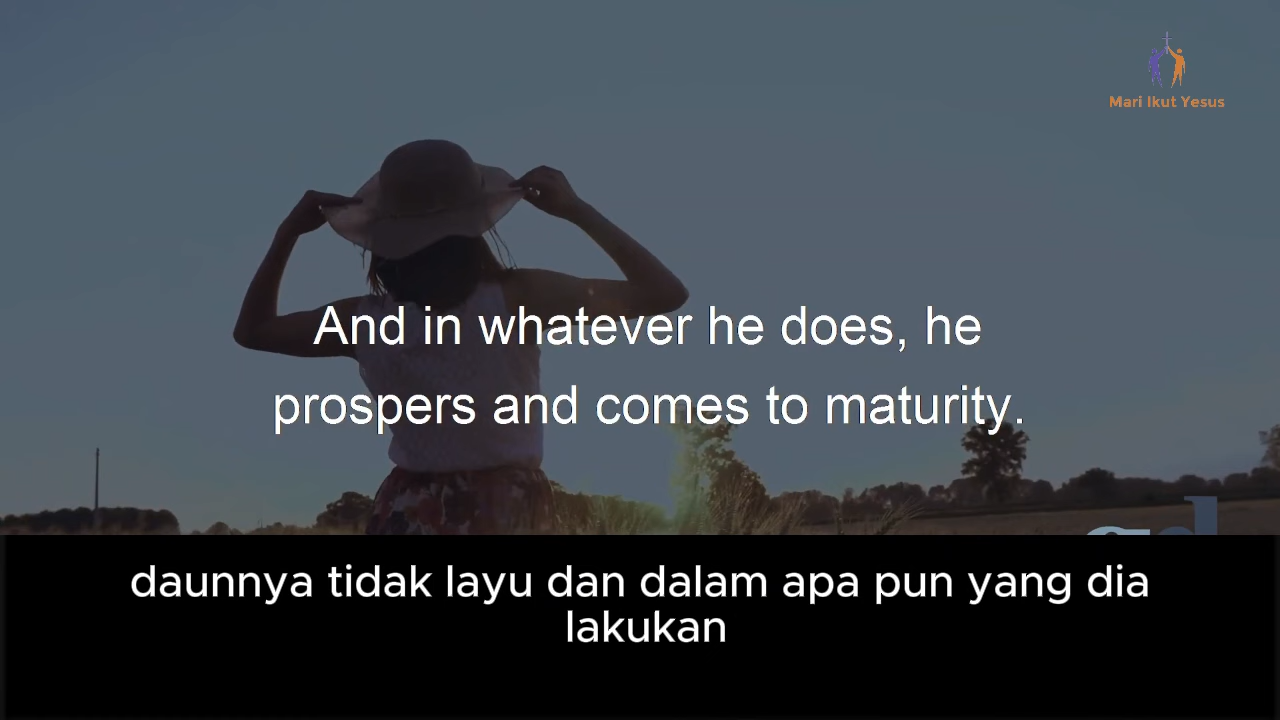 Mari Ikut Yesus
And in whatever he does, he
prospers and comes to maturity.
daunnya tidak layu dan dalam apa pun yang dia
lakukan